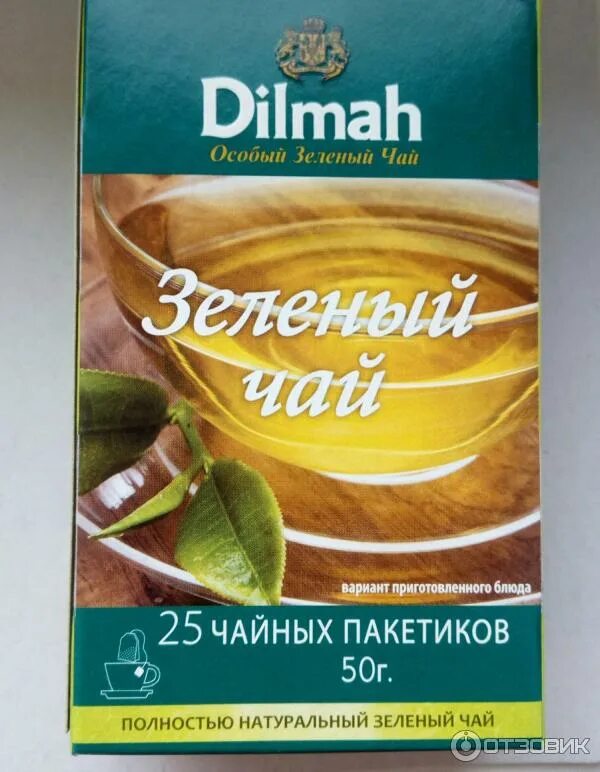 Dilmah
Особый Зеленый Чай
Зеленый
чай
вариант приготовленного блюда
25 ЧАЙНЫХ ПАКЕТИКОВ
50г.
ПОЛНОСТЬЮ НАТУРАЛЬНЫЙ ЗЕЛЕНЫЙ ЧАЙ
ОТЗОВИК